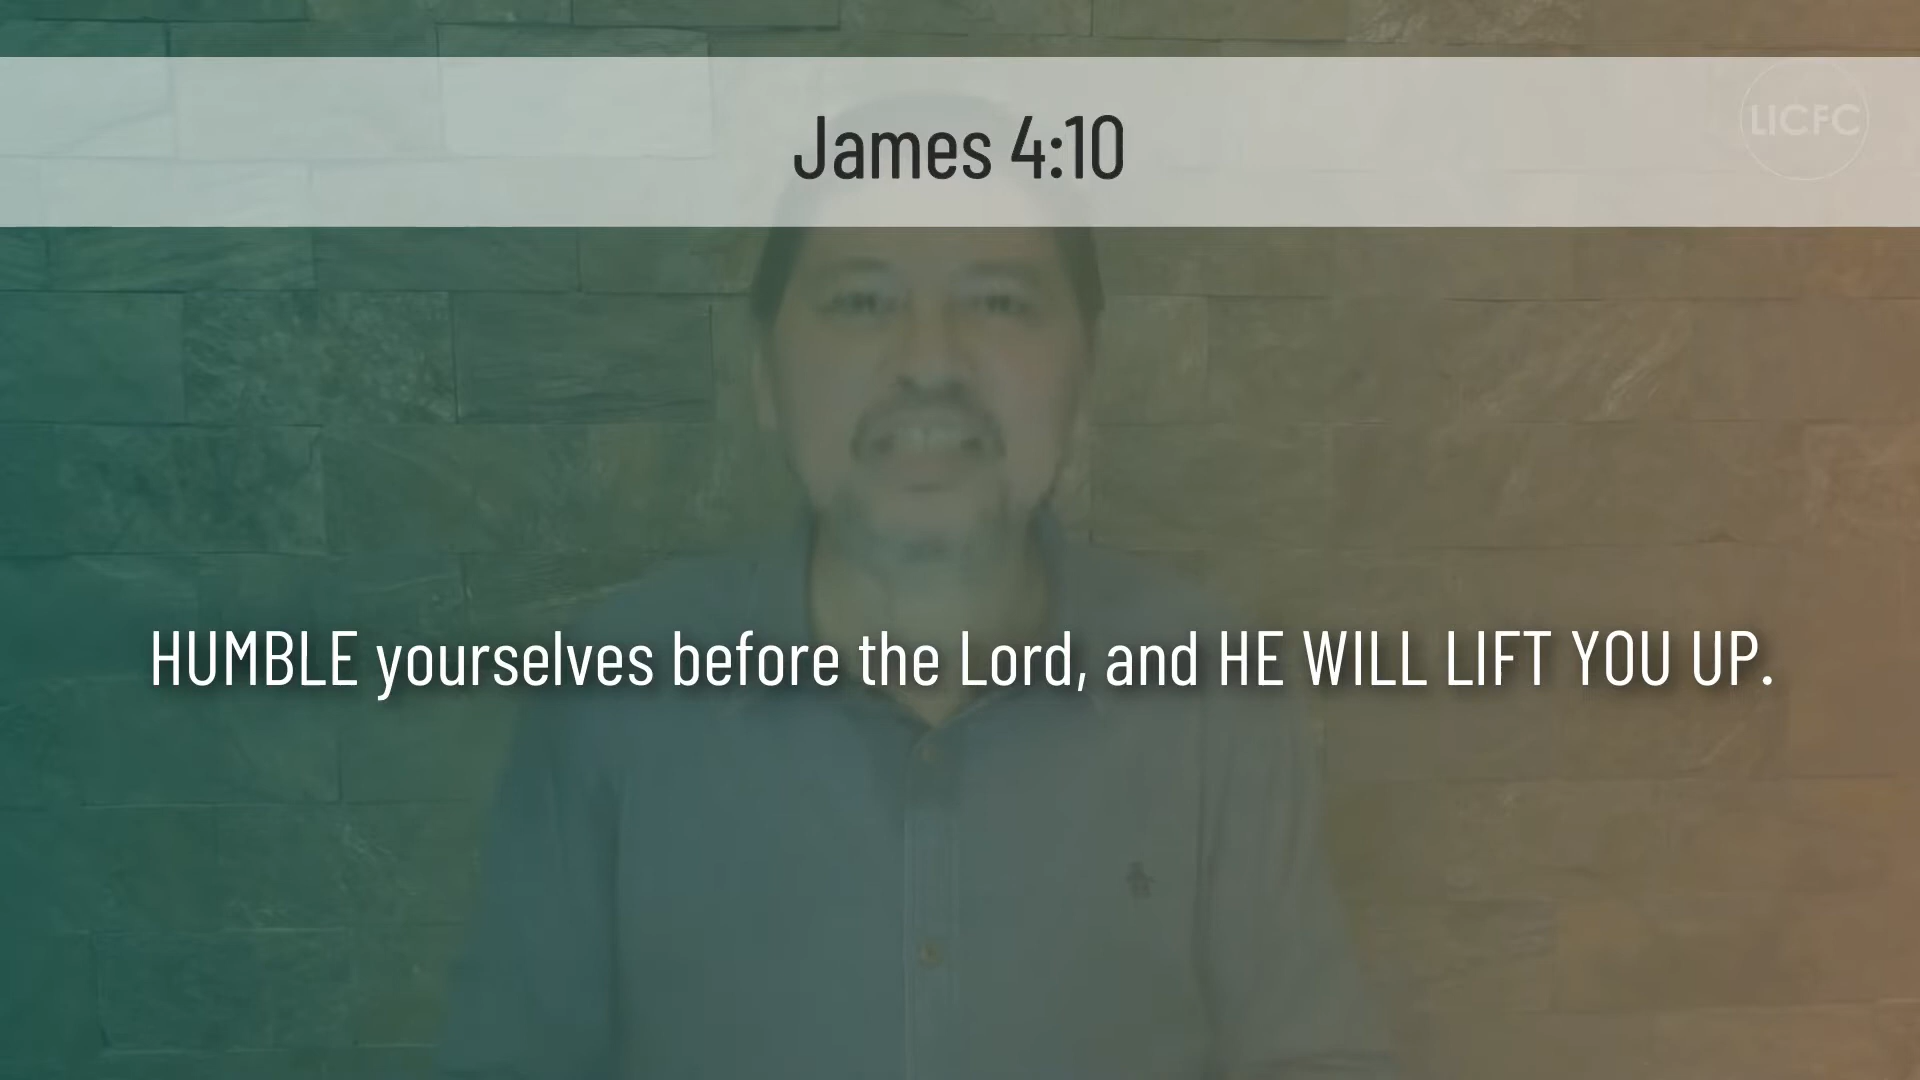 LICFC
James 4:10
HUMBLE yourselves before the Lord, and HE WILL LIFT YOU UP.